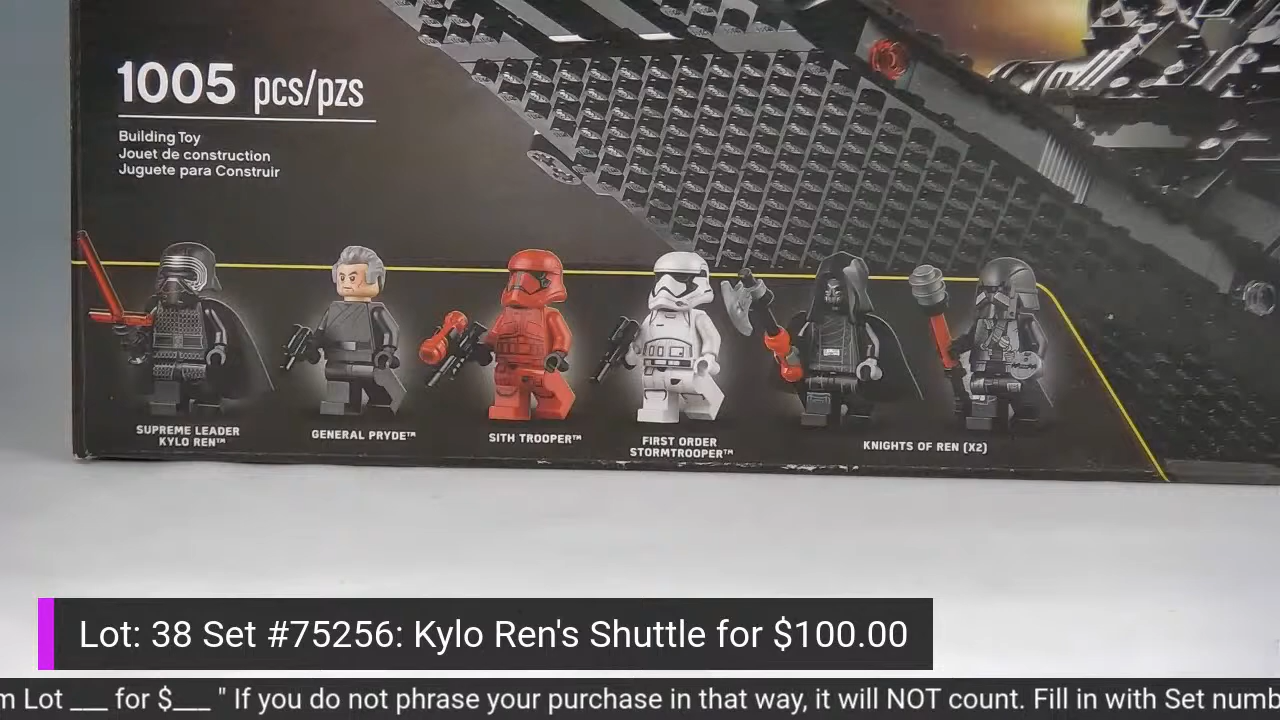 1005 pcs/pzs
Building Toy
Jouet de construction
Juguete para Construir
SUPREME LEADER
KYLO REN™
GENERAL PRYDE™
SITH TROOPER™
FIRST ORDER
STORMTROOPER™
KNIGHTS OF REN (X2)
Lot: 38 Set #75256: Kylo Ren's Shuttle for $100.00
m Lot ___ for $___ " If you do not phrase your purchase in that way, it will NOT count. Fill in with Set numb